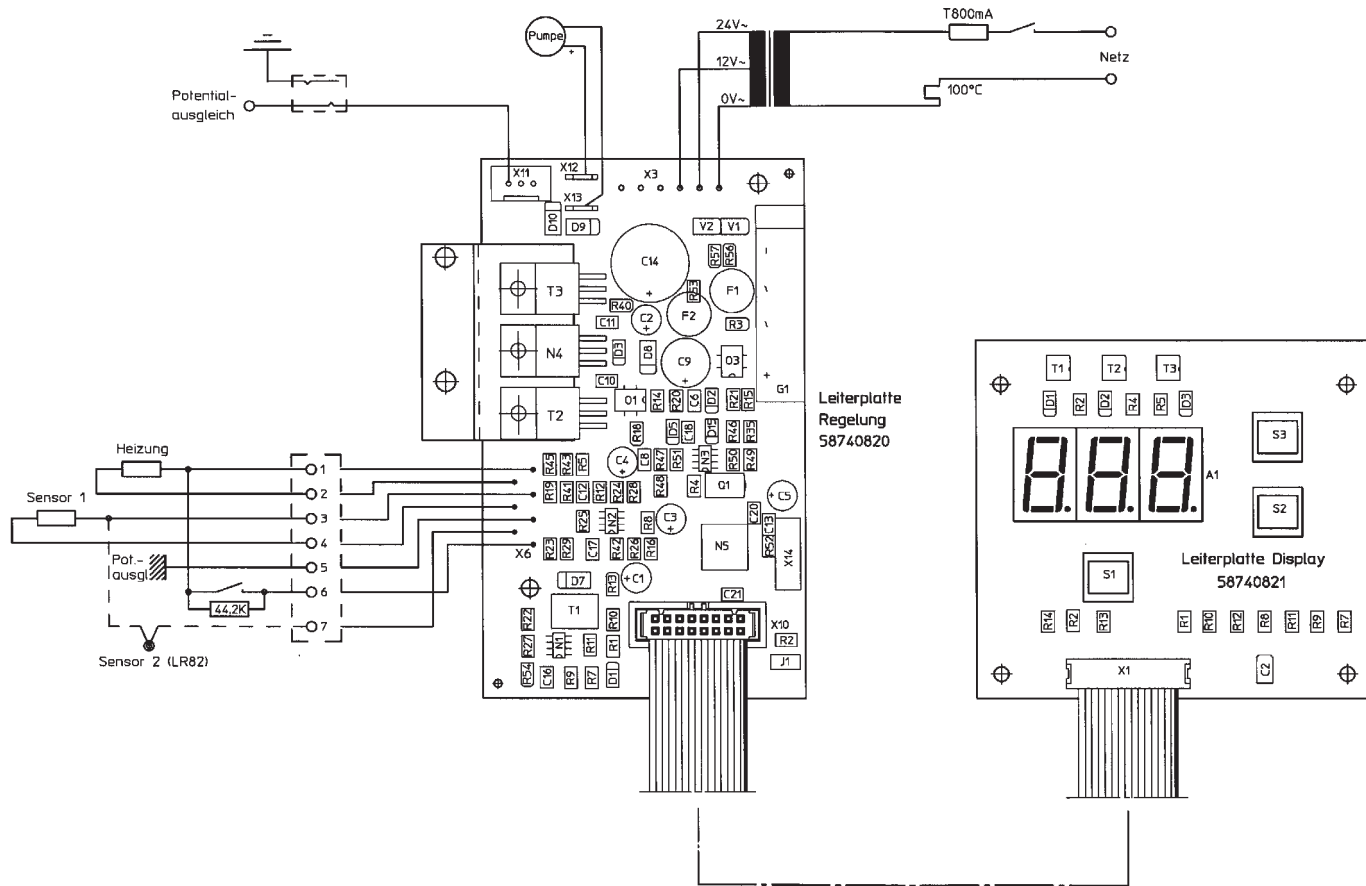 T800mA
24V~
Pumpe
+
Netz
12V~
100°C
Potential-
ausgleich
0V~
X11
X12
X3
X13
D10
D9
V2
V1
R57
R56
C14
+
R53
F1
T3
R40
C2
+
F2
R3
C11
N4
D3
D8
C9
+
O3
+
G1
C10
O1
R14
R20
C6
D2
R21
R15
T2
R18
D5
C18
D15
R46
R35
Leiterplatte
Regelung
58740820
T1
T2
T3
D1
R2
D2
R4
R5
D3
8.8.8.
A1
S3
S2
S1
Leiterplatte Display
58740821
R14
R2
R13
R1
R10
R12
R8
R11
R9
R7
X1
C2
Heizung
1
2
Sensor 1
3
4
Pot.-
ausgl
5
6
44,2K
7
Sensor 2 (LR82)
R45
R43
R5
C4
+
C8
R47
R51
N3
R50
R49
R19
R41
C12
R12
R24
R28
R48
R4
Q1
+
C5
R25
N2
R8
C3
+
C20
C13
X6
R23
R29
C17
R42
R26
R16
N5
R52
X14
D7
R13
+
C1
C21
R22
T1
R10
X10
R27
N1
R11
R1
R2
R54
C16
R9
R7
D1
J1